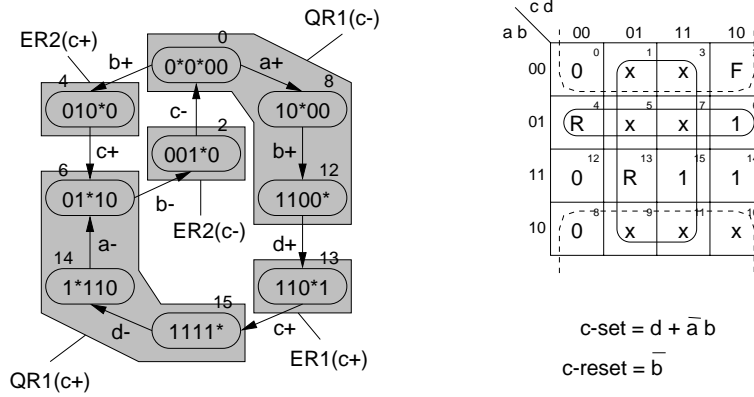 QR1(c-)
ER2(c+)
0
b+
0*0*00
a+
4
8
010*0
10*00
c-
2
c+
001*0
b+
6
12
01*10
1100*
b-
ER2(c-)
a-
d+
14
13
1*110
110*1
15
d-
1111*
c+
ER1(c+)
QR1(c+)
c d
a b
00 01 11 10
00
0 1 3
0 x x F
01
4 5 7
R x x 1
11
12 13 15 14
0 R 1 1
10
8 9 11 10
0 x x x
c-set = d + a̅ b
c-reset = b̅